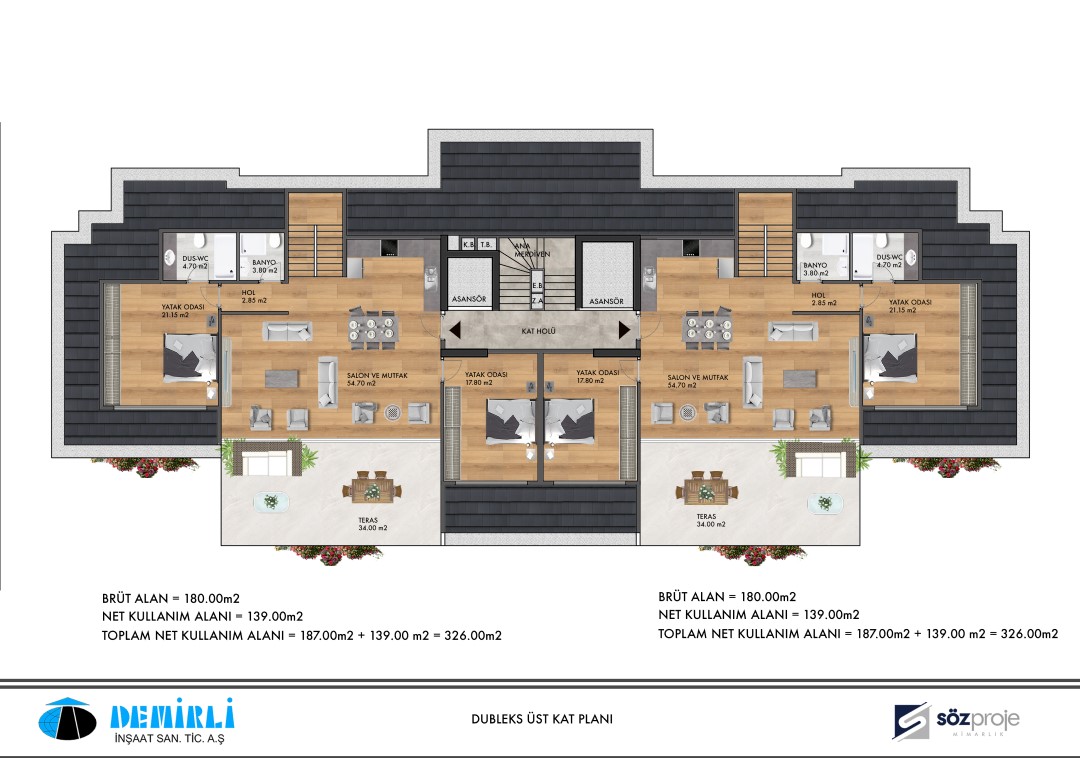 K.B
T.B.
ANA
MERDİVEN
DUS-WC
4.70 m2
BANYO
3.80 m2
BANYO
3.80 m2
DUS-WC
4.70 m2
E.B
Z.A
ASANSÖR
ASANSÖR
HOL
2.85 m2
HOL
2.85 m2
YATAK ODASI
21.15 m2
YATAK ODASI
21.15 m2
KAT HOLÜ
SALON VE MUTFAK
54.70 m2
YATAK ODASI
17.80 m2
YATAK ODASI
17.80 m2
SALON VE MUTFAK
54.70 m2
TERAS
34.00 m2
TERAS
34.00 m2
BRÜT ALAN = 180.00m2
NET KULLANIM ALANI = 139.00m2
TOPLAM NET KULLANIM ALANI = 187.00m2 + 139.00 m2 = 326.00m2
BRÜT ALAN = 180.00m2
NET KULLANIM ALANI = 139.00m2
TOPLAM NET KULLANIM ALANI = 187.00m2 + 139.00 m2 = 326.00m2
DEMİRLİ
İNŞAAT SAN. TİC. A.Ş
DUBLEKS ÜST KAT PLANI
sözproje
MİMARLIK